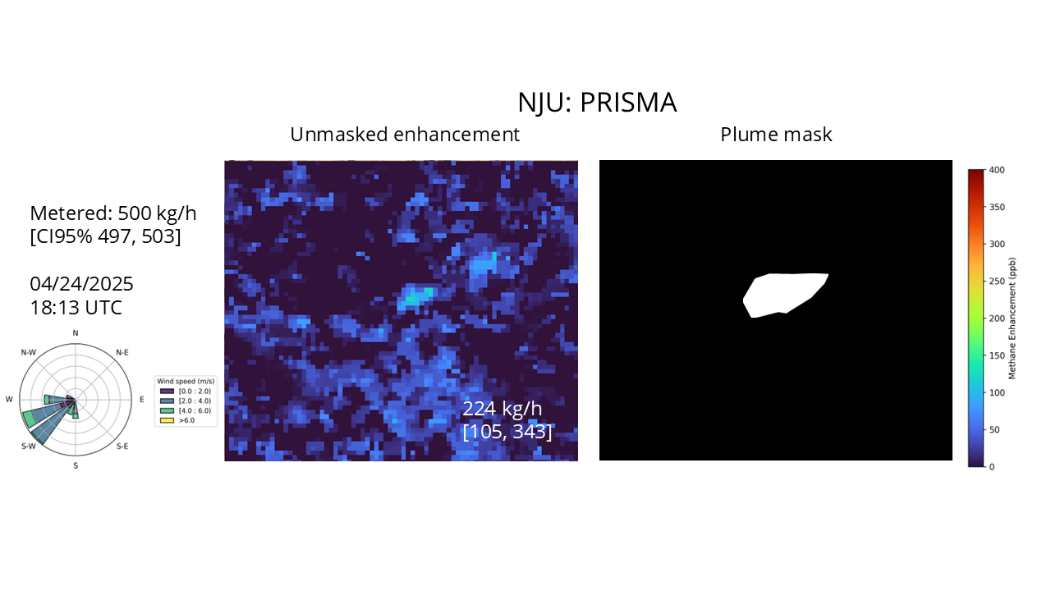 NJU: PRISMA
Unmasked enhancement
Plume mask
Metered: 500 kg/h
[CI95% 497, 503]
04/24/2025
18:13 UTC
N
N-W
N-E
W
E
S-W
S-E
S
Wind speed (m/s)
[0.0 : 2.0)
[2.0 : 4.0)
[4.0 : 6.0)
>6.0
224 kg/h
[105, 343]
400
350
300
250
200
150
100
50
0
Methane Enhancement (ppb)